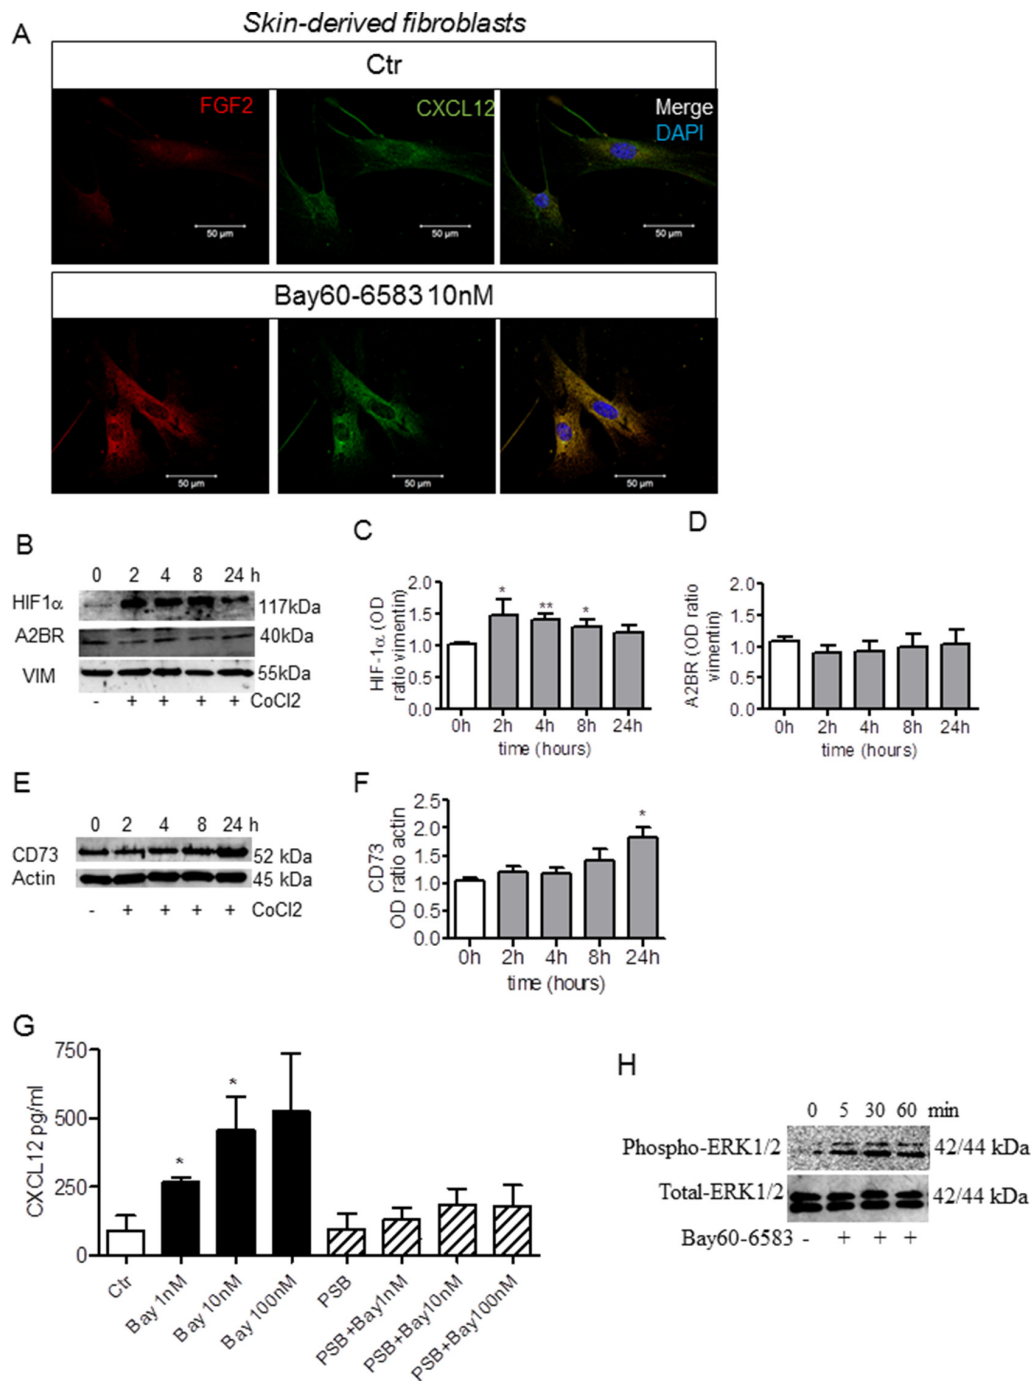 Skin-derived fibroblasts
A
Ctr
FGF2
CXCL12
Merge
DAPI
50 µm
50 µm
50 µm
Bay60-6583 10nM
50 µm
50 µm
50 µm
B
0 2 4 8 24 h
HIF1α
117kDa
A2BR
40kDa
VIM
55kDa
- + + + + CoCl2
C
HIF-1α (OD
ratio vimentin)
2.0
1.5
1.0
0.5
0.0
* ** *
0h 2h 4h 8h 24h
time (hours)
D
A2BR (OD ratio
vimentin)
2.0
1.5
1.0
0.5
0.0
0h 2h 4h 8h 24h
time (hours)
E
0 2 4 8 24 h
CD73
52 kDa
Actin
45 kDa
- + + + + CoCl2
F
CD73
OD ratio actin
2.5
2.0
1.5
1.0
0.5
0.0
*
0h 2h 4h 8h 24h
time (hours)
G
CXCL12 pg/ml
750
500
250
0
* *
Ctr
Bay 1nM
Bay 10nM
Bay 100nM
PSB
PSB+Bay1nM
PSB+Bay10nM
PSB+Bay100nM
H
0 5 30 60 min
Phospho-ERK1/2
42/44 kDa
Total-ERK1/2
42/44 kDa
Bay60-6583 - + + +